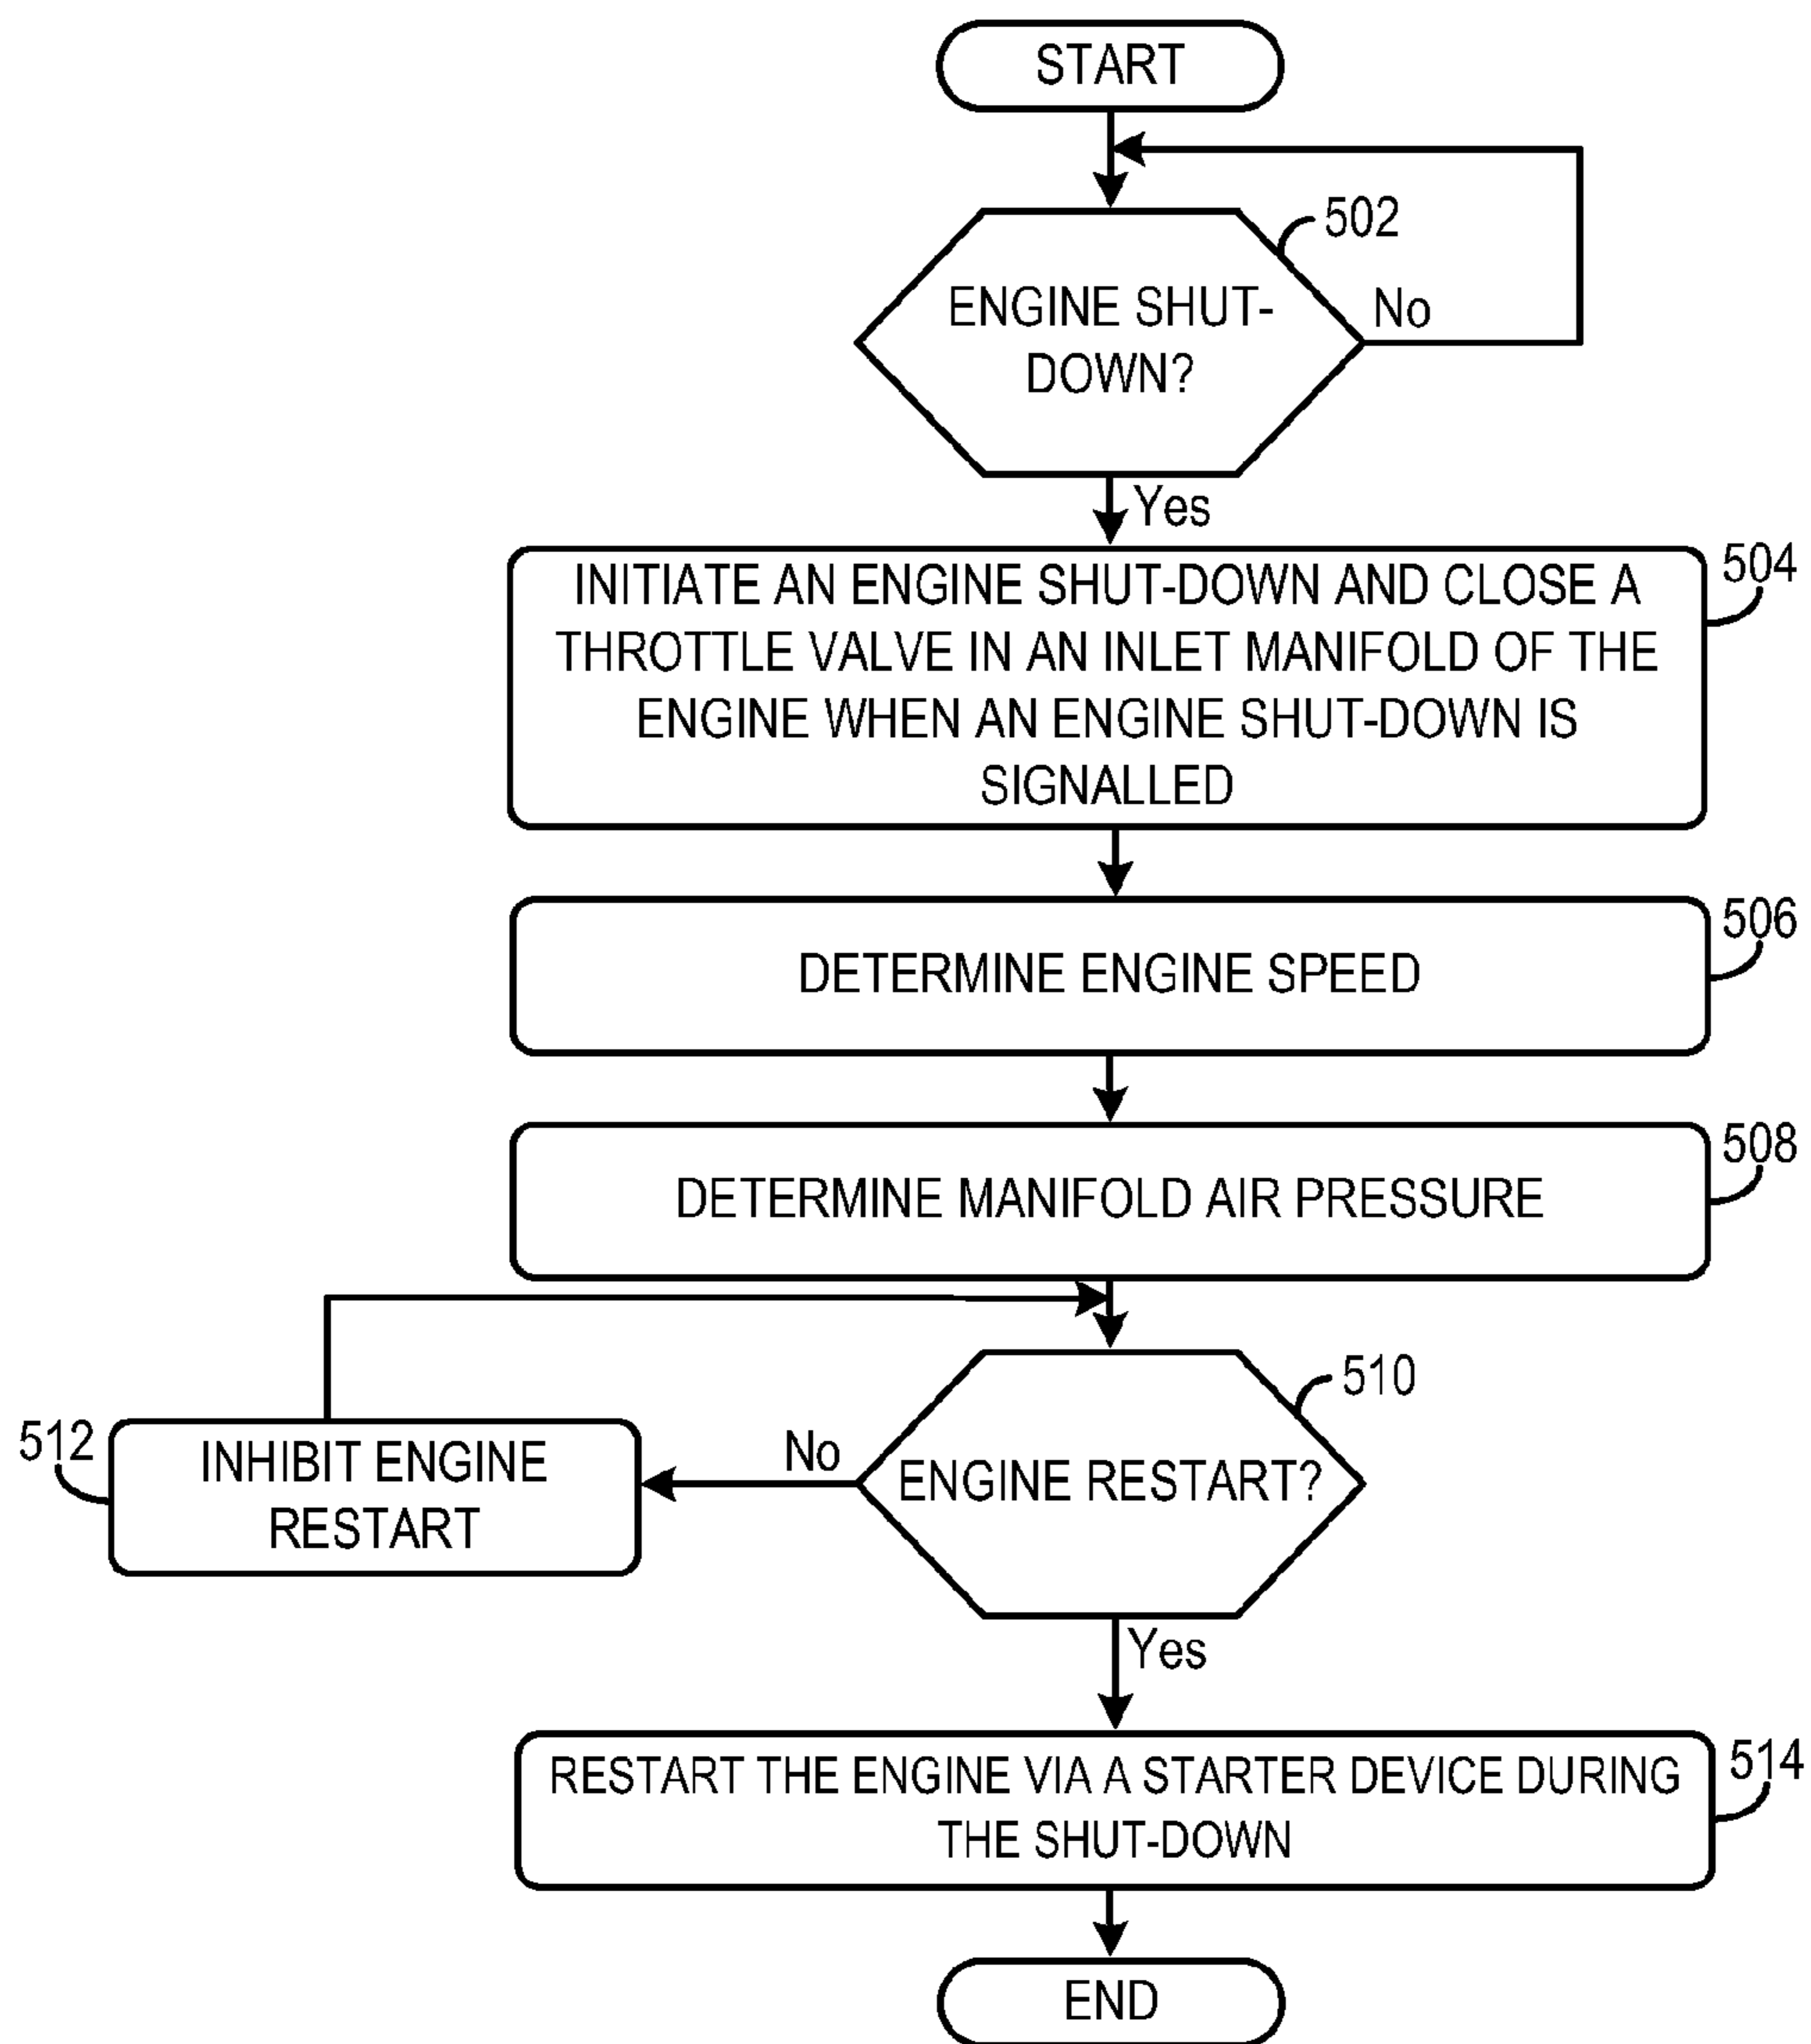 START
502
ENGINE SHUT-
DOWN?
No
Yes
504
INITIATE AN ENGINE SHUT-DOWN AND CLOSE A
THROTTLE VALVE IN AN INLET MANIFOLD OF THE
ENGINE WHEN AN ENGINE SHUT-DOWN IS
SIGNALLED
506
DETERMINE ENGINE SPEED
508
DETERMINE MANIFOLD AIR PRESSURE
510
ENGINE RESTART?
No
512
INHIBIT ENGINE
RESTART
Yes
514
RESTART THE ENGINE VIA A STARTER DEVICE DURING
THE SHUT-DOWN
END